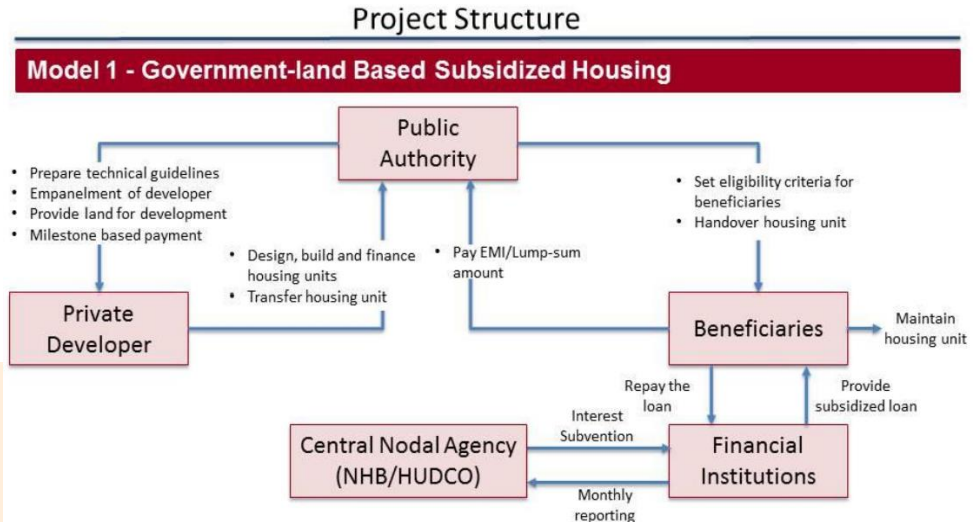 Project Structure
Model 1 - Government-land Based Subsidized Housing
Public
Authority
• Prepare technical guidelines
• Empanelment of developer
• Provide land for development
• Milestone based payment
• Design, build and finance
housing units
• Transfer housing unit
• Pay EMI/Lump-sum
amount
• Set eligibility criteria for
beneficiaries
• Handover housing unit
Private
Developer
Beneficiaries
Maintain
housing unit
Repay the
loan
Provide
subsidized loan
Central Nodal Agency
(NHB/HUDCO)
Interest
Subvention
Monthly
reporting
Financial
Institutions